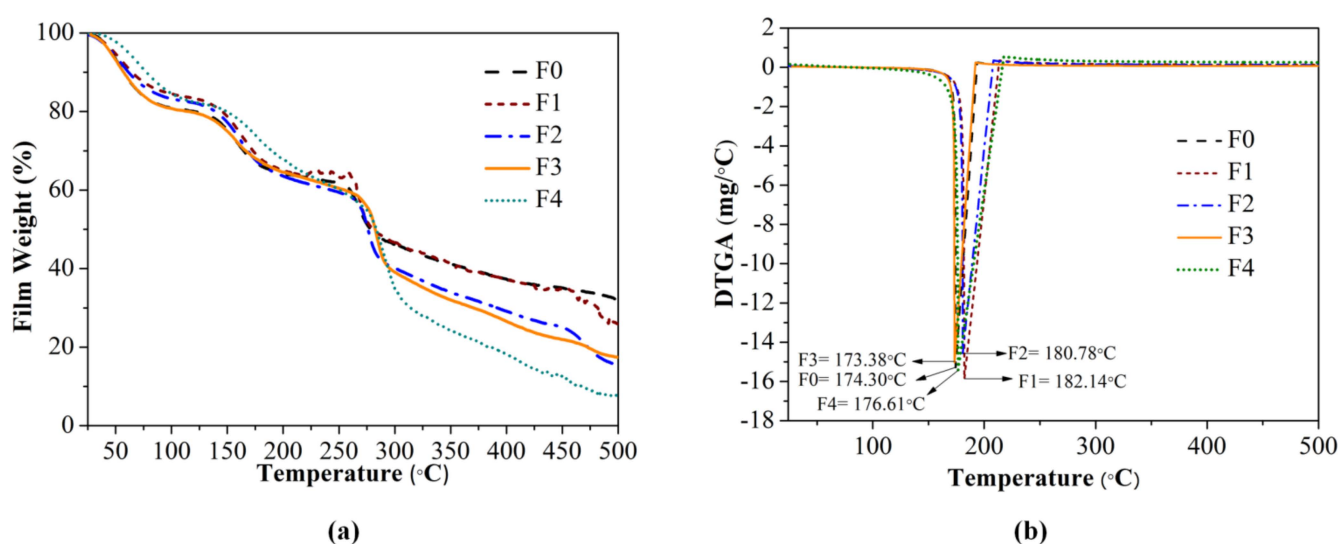 100
80
60
40
20
0
Film Weight (%)
F0
F1
F2
F3
F4
50 100 150 200 250 300 350 400 450 500
Temperature (°C)
(a)
2
0
-2
-4
-6
-8
-10
-12
-14
-16
-18
DTGA (mg/°C)
F0
F1
F2
F3
F4
F3= 173.38°C
F2= 180.78°C
F0= 174.30°C
F1= 182.14°C
F4= 176.61°C
100 200 300 400 500
Temperature (°C)
(b)